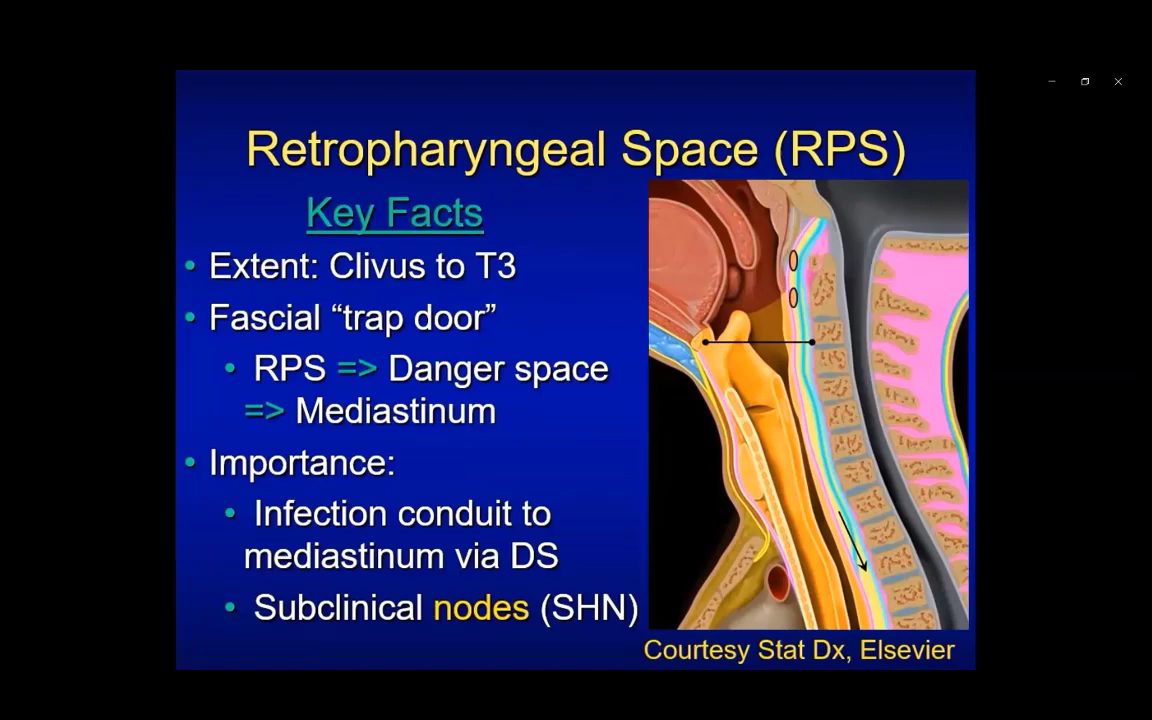 Retropharyngeal Space (RPS)
Key Facts
• Extent: Clivus to T3
• Fascial “trap door”
• RPS => Danger space
=> Mediastinum
• Importance:
• Infection conduit to
mediastinum via DS
• Subclinical nodes (SHN)
Courtesy Stat Dx, Elsevier